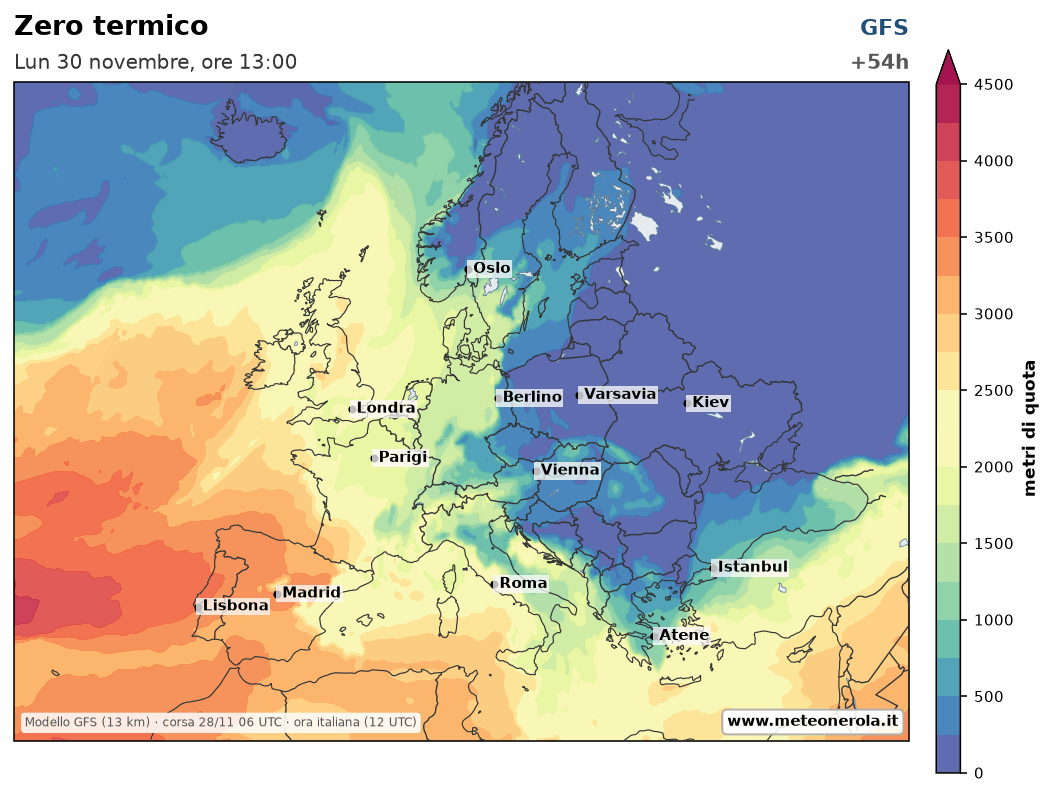 Zero termico
GFS
Lun 30 novembre, ore 13:00
+54h
4500
4000
3500
3000
2500
2000
1500
1000
500
0
metri di quota
Oslo
Berlino
Varsavia
Kiev
Londra
Parigi
Vienna
Istanbul
Roma
Madrid
Lisbona
Atene
Modello GFS (13 km) · corsa 28/11 06 UTC · ora italiana (12 UTC)
www.meteonerola.it